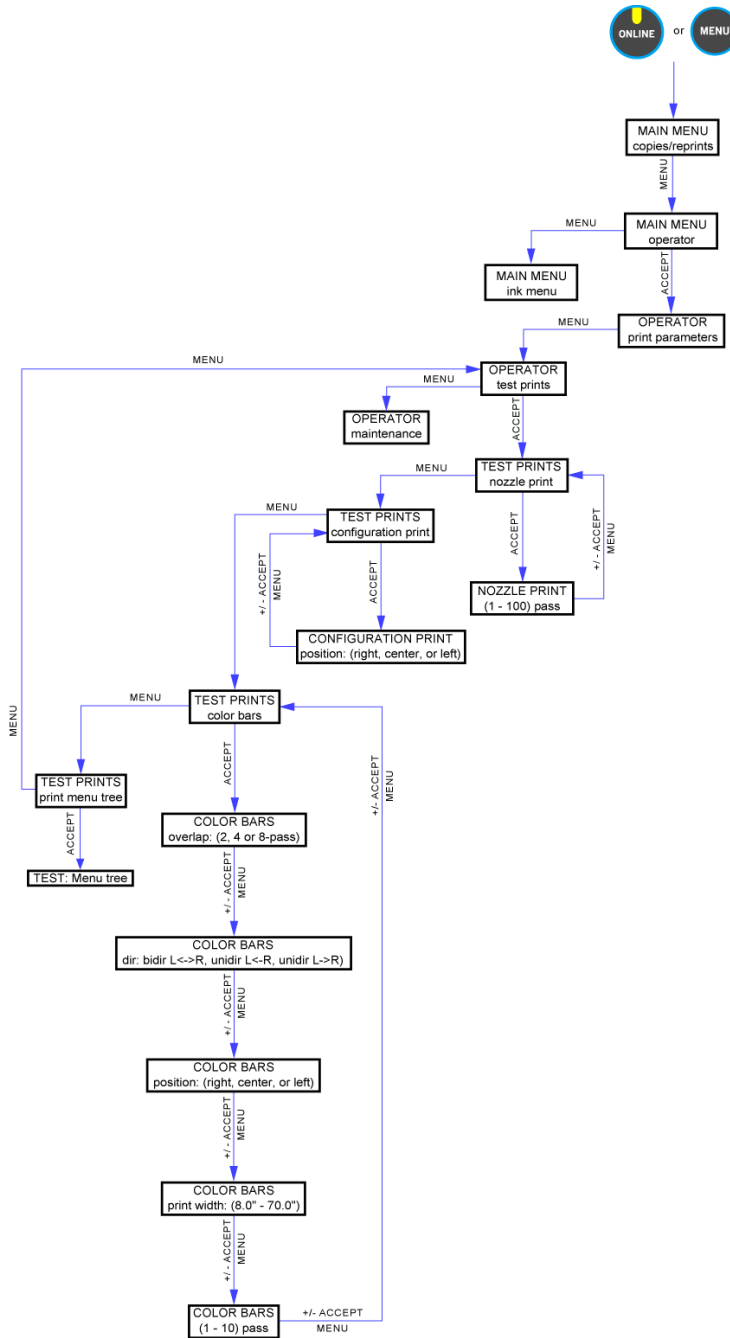 ONLINE or MENU
MAIN MENU
copies/reprints
MENU
MENU
MAIN MENU
operator
MAIN MENU
ink menu
ACCEPT
MENU
OPERATOR
print parameters
MENU
OPERATOR
test prints
MENU
OPERATOR
maintenance
ACCEPT
MENU
TEST PRINTS
nozzle print
MENU
TEST PRINTS
configuration print
ACCEPT
+/ - ACCEPT
MENU
NOZZLE PRINT
(1 - 100) pass
+/ - ACCEPT
MENU
ACCEPT
CONFIGURATION PRINT
position: (right, center, or left)
MENU
TEST PRINTS
color bars
MENU
TEST PRINTS
print menu tree
ACCEPT
TEST: Menu tree
ACCEPT
+/- ACCEPT
MENU
COLOR BARS
overlap: (2, 4 or 8-pass)
+/ - ACCEPT
MENU
COLOR BARS
dir: bidir L<->R, unidir L<-R, unidir L->R)
+/ - ACCEPT
MENU
COLOR BARS
position: (right, center, or left)
+/ - ACCEPT
MENU
COLOR BARS
print width: (8.0" - 70.0")
+/ - ACCEPT
MENU
COLOR BARS
(1 - 10) pass
+/- ACCEPT
MENU